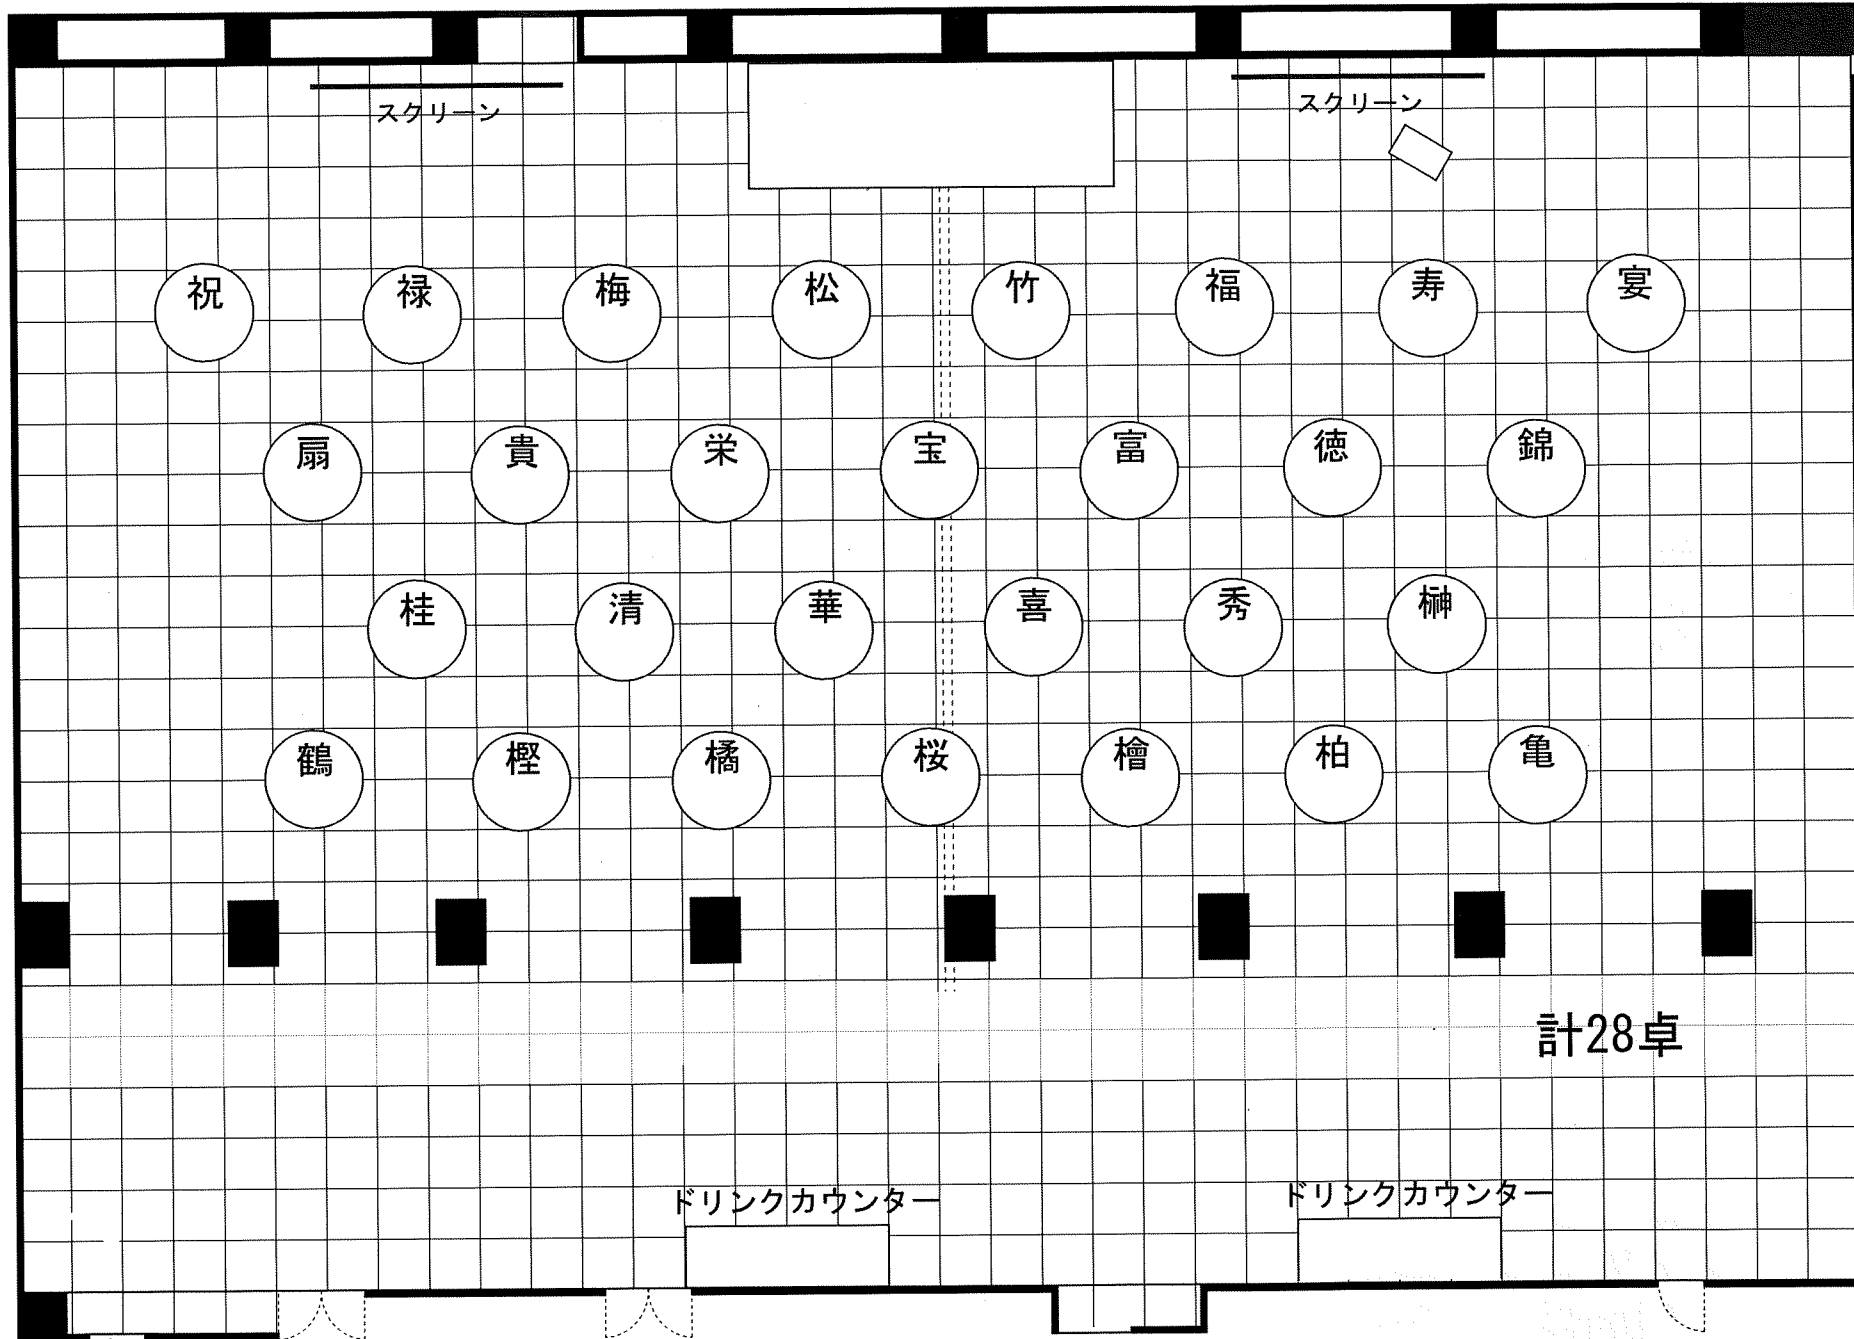 スクリーン
スクリーン
祝 禄 梅 松 竹 福 寿 宴
扇 貴 栄 宝 富 徳 錦
桂 清 華 喜 秀 榊
鶴 樫 橘 桜 檜 柏 亀
計28卓
ドリンクカウンター
ドリンクカウンター